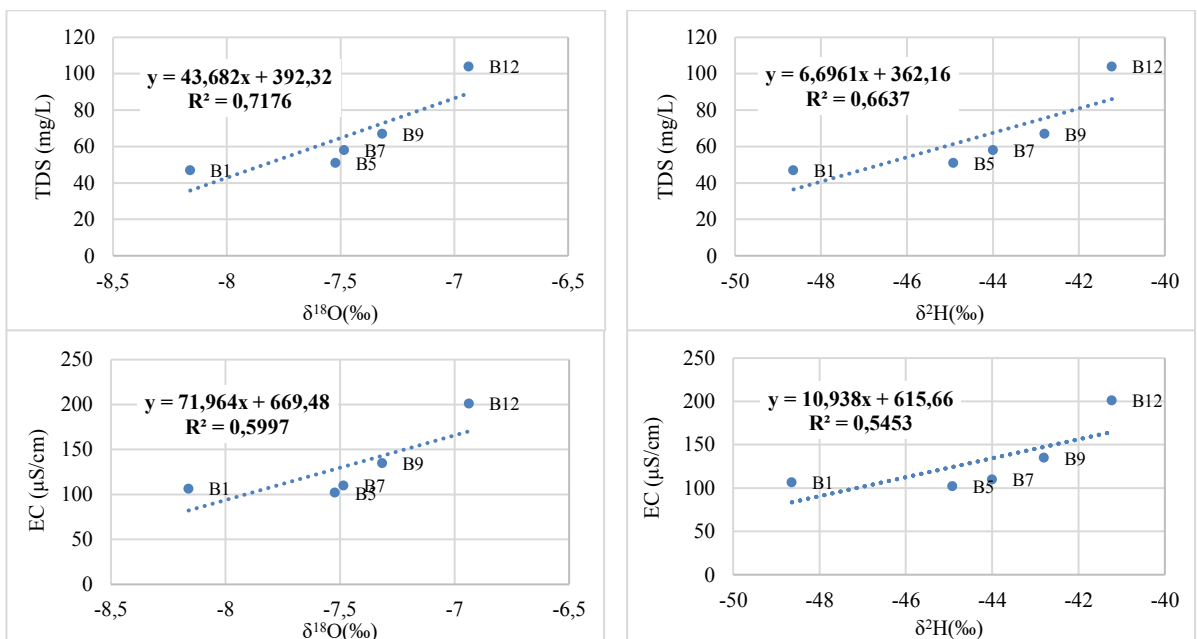 120
100
80
60
40
20
0
TDS (mg/L)
y = 43,682x + 392,32
R² = 0,7176
B12
B9
B7
B5
B1
-8,5 -8 -7,5 -7 -6,5
δ¹⁸O(‰)
120
100
80
60
40
20
0
TDS (mg/L)
y = 6,6961x + 362,16
R² = 0,6637
B12
B9
B7
B5
B1
-50 -48 -46 -44 -42 -40
δ²H(‰)
250
200
150
100
50
0
EC (µS/cm)
y = 71,964x + 669,48
R² = 0,5997
B12
B9
B7
B5
B1
-8,5 -8 -7,5 -7 -6,5
δ¹⁸O(‰)
250
200
150
100
50
0
EC (µS/cm)
y = 10,938x + 615,66
R² = 0,5453
B12
B9
B7
B5
B1
-50 -48 -46 -44 -42 -40
δ²H(‰)